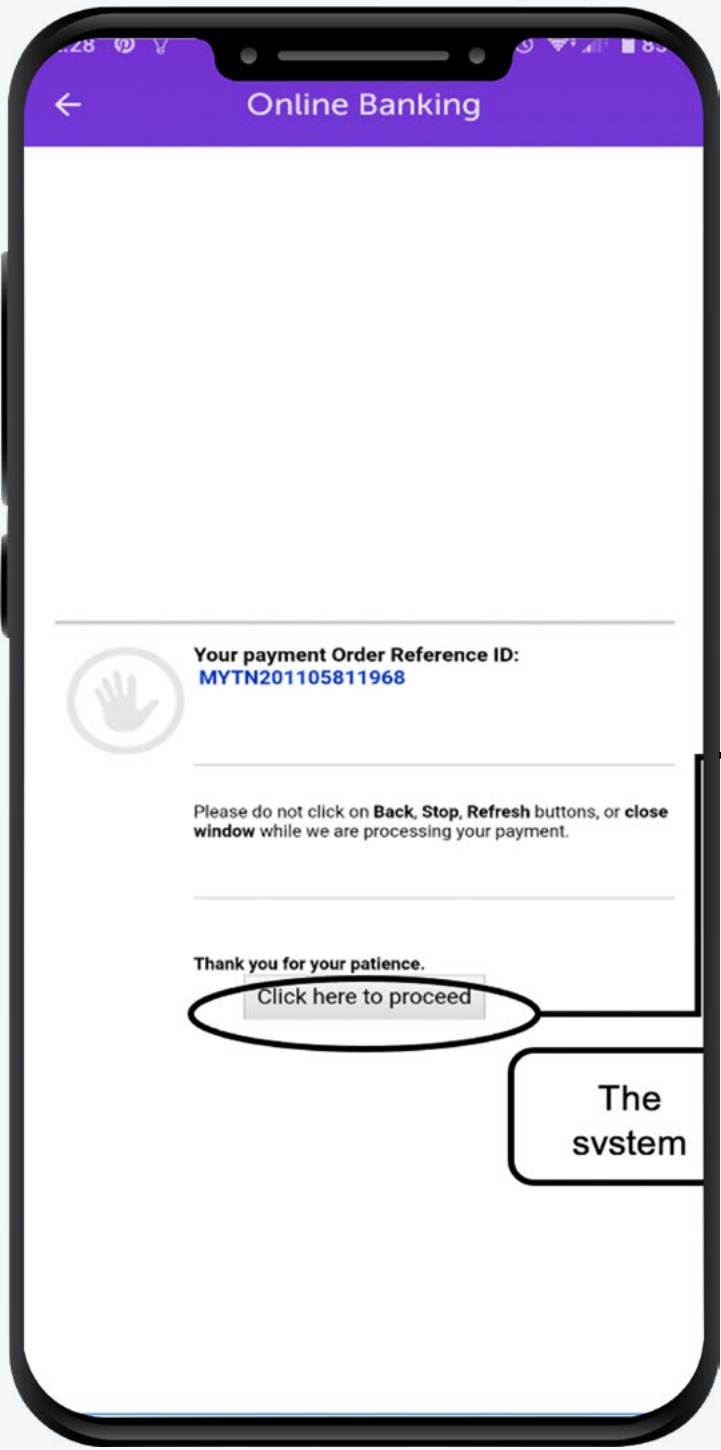 Online Banking
Your payment Order Reference ID:
MYTN201105811968
Please do not click on Back, Stop, Refresh buttons, or close
window while we are processing your payment.
Thank you for your patience.
Click here to proceed
The
system